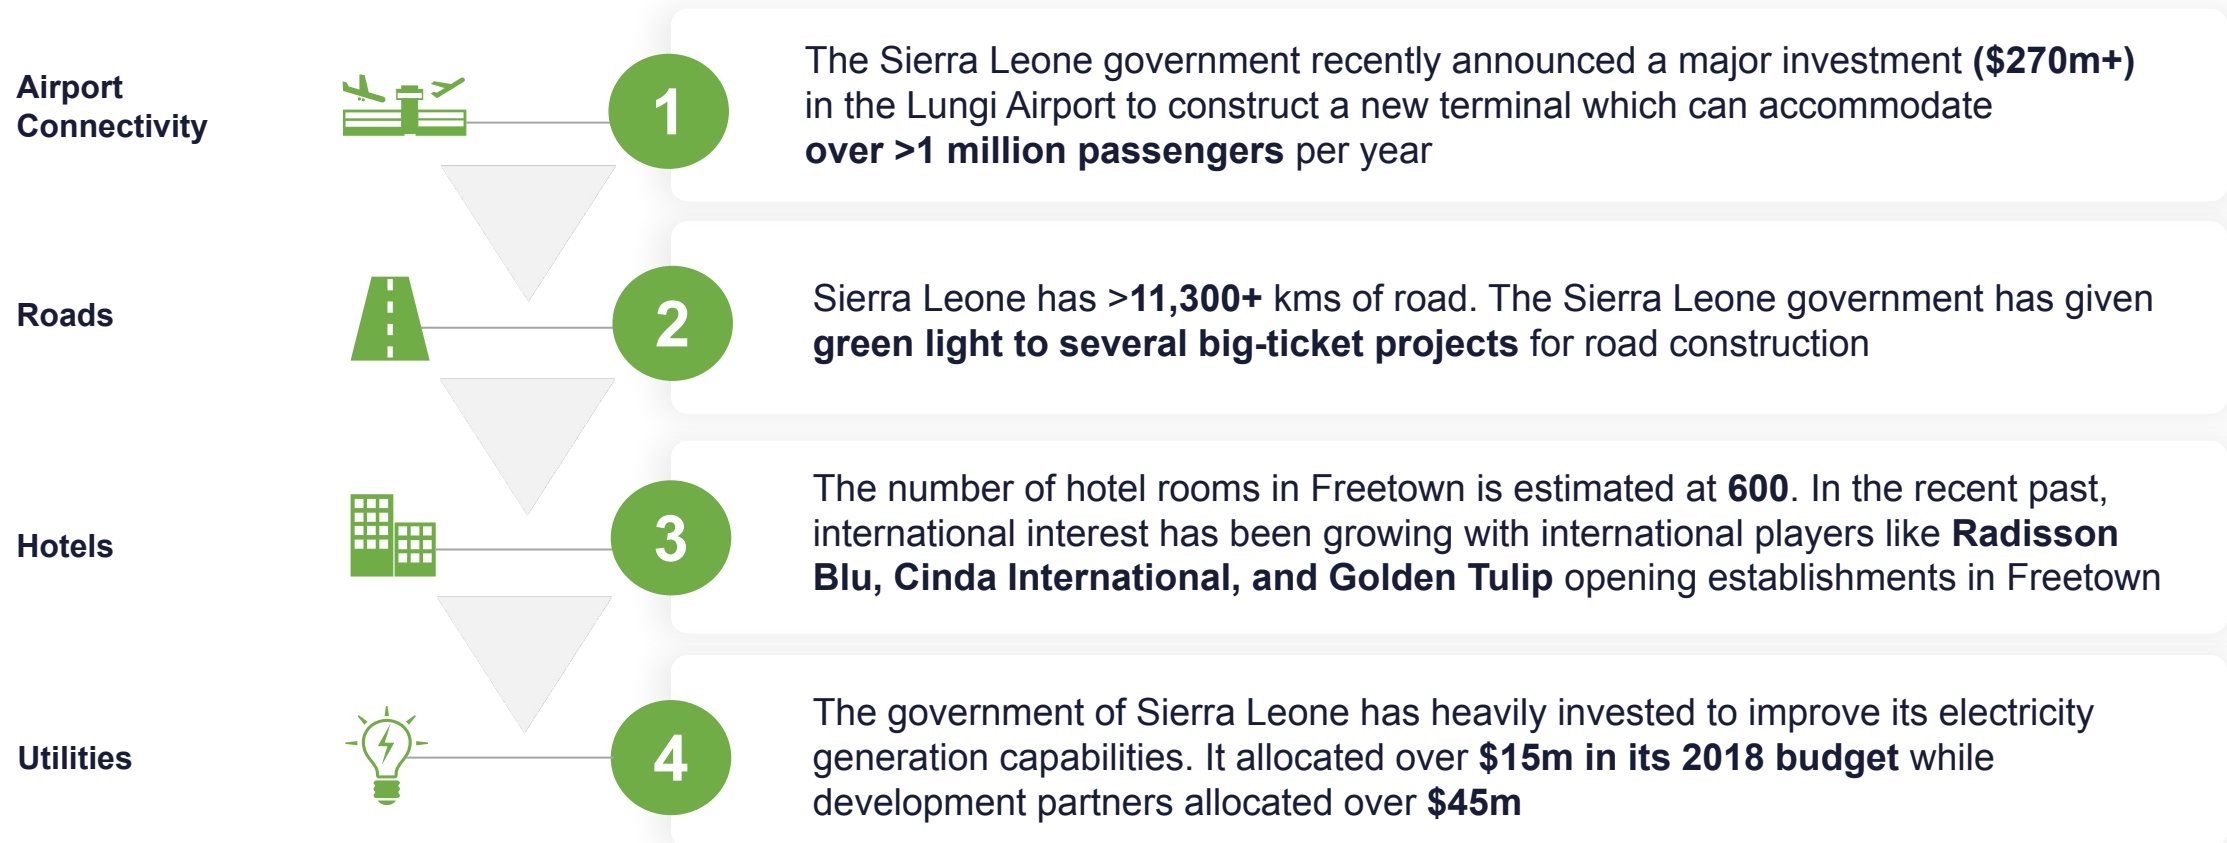 Airport
Connectivity
1
The Sierra Leone government recently announced a major investment ($270m+)
in the Lungi Airport to construct a new terminal which can accommodate
over >1 million passengers per year
Roads
2
Sierra Leone has >11,300+ kms of road. The Sierra Leone government has given
green light to several big-ticket projects for road construction
Hotels
3
The number of hotel rooms in Freetown is estimated at 600. In the recent past,
international interest has been growing with international players like Radisson
Blu, Cinda International, and Golden Tulip opening establishments in Freetown
Utilities
4
The government of Sierra Leone has heavily invested to improve its electricity
generation capabilities. It allocated over $15m in its 2018 budget while
development partners allocated over $45m